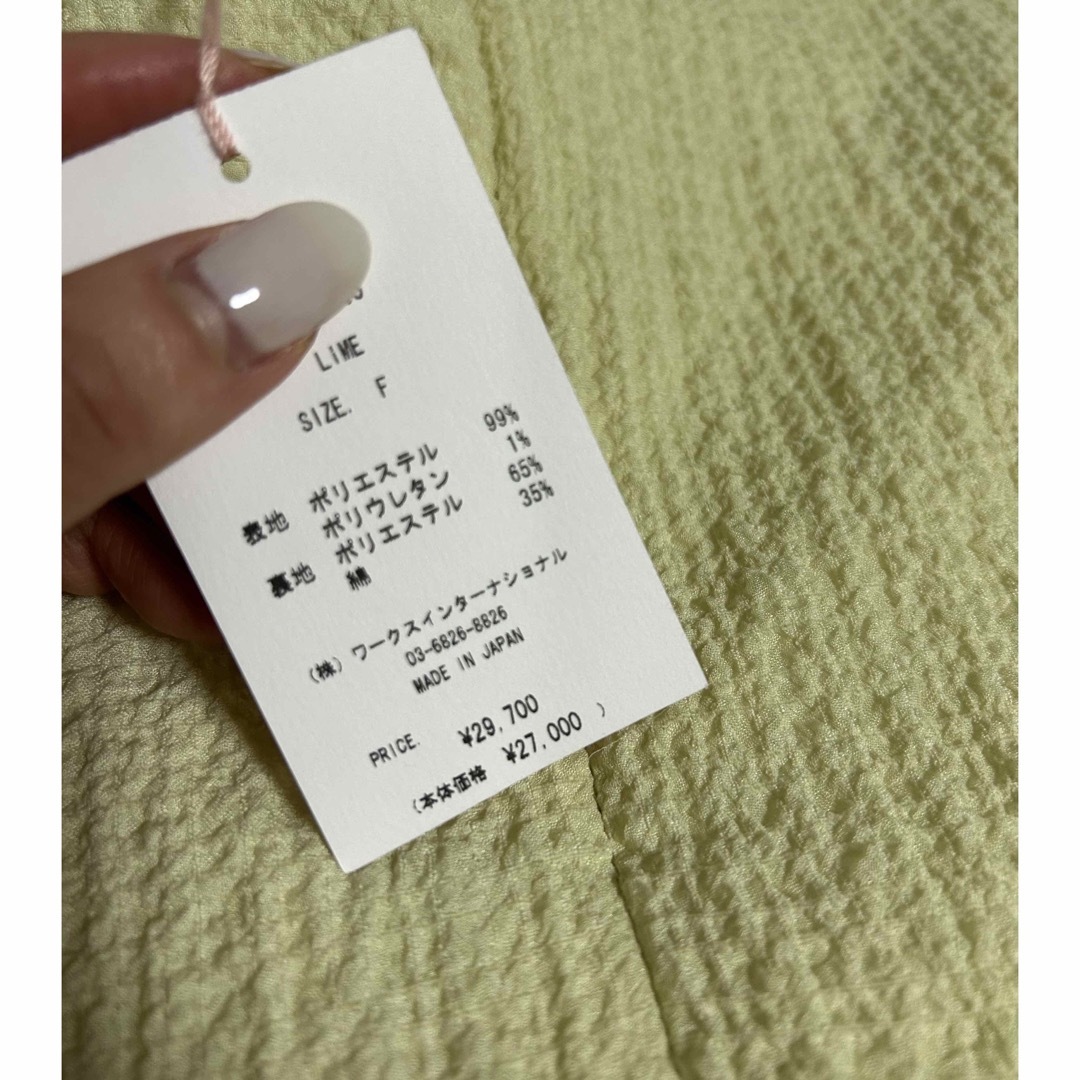 LiME
SIZE. F
表地 ポリエステル 99%
ポリウレタン 1%
裏地 ポリエステル 65%
綿 35%
(株) ワークスインターナショナル
03-6826-8826
MADE IN JAPAN
PRICE. ¥29,700
(本体価格 ¥27,000 )